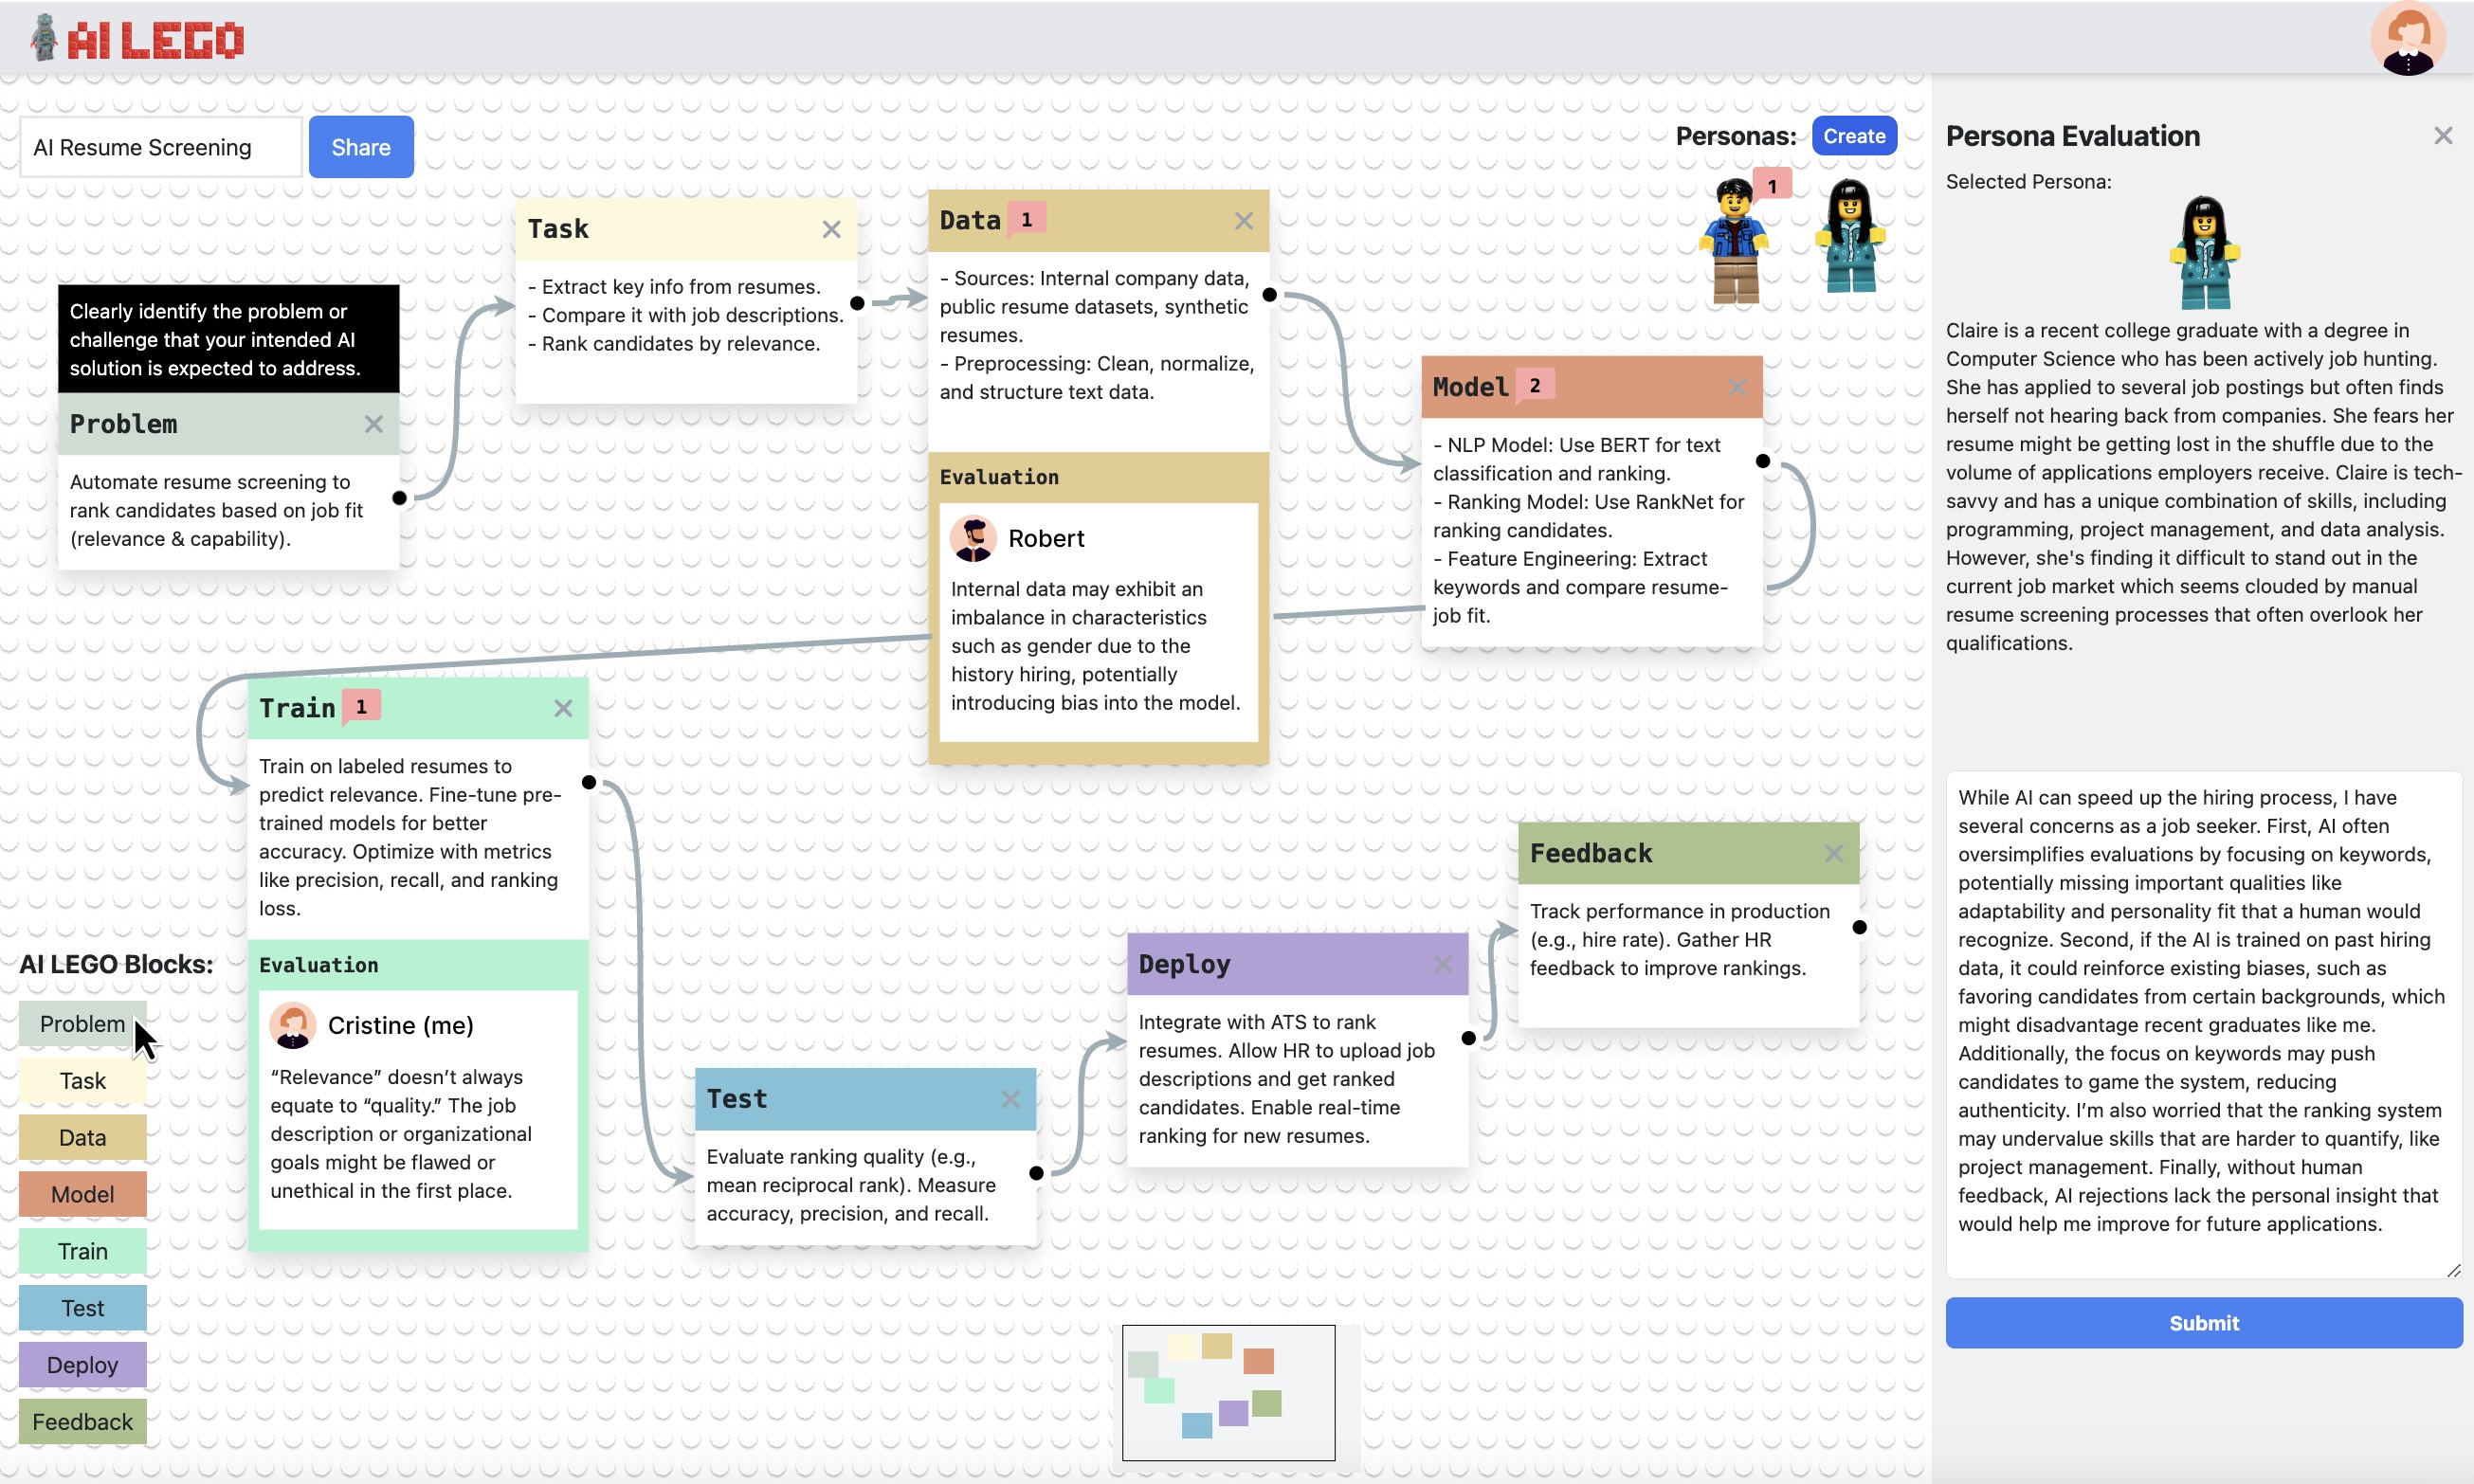 AI LEGO
AI Resume Screening
Share
Personas:
Create
1
Clearly identify the problem or
challenge that your intended AI
solution is expected to address.
Problem
Automate resume screening to
rank candidates based on job fit
(relevance & capability).
Task
- Extract key info from resumes.
- Compare it with job descriptions.
- Rank candidates by relevance.
Data 1
- Sources: Internal company data,
public resume datasets, synthetic
resumes.
- Preprocessing: Clean, normalize,
and structure text data.
Evaluation
Robert
Internal data may exhibit an
imbalance in characteristics
such as gender due to the
history hiring, potentially
introducing bias into the model.
Model 2
- NLP Model: Use BERT for text
classification and ranking.
- Ranking Model: Use RankNet for
ranking candidates.
- Feature Engineering: Extract
keywords and compare resume-
job fit.
Train 1
Train on labeled resumes to
predict relevance. Fine-tune pre-
trained models for better
accuracy. Optimize with metrics
like precision, recall, and ranking
loss.
Evaluation
Cristine (me)
“Relevance” doesn’t always
equate to “quality.” The job
description or organizational
goals might be flawed or
unethical in the first place.
Test
Evaluate ranking quality (e.g.,
mean reciprocal rank). Measure
accuracy, precision, and recall.
Deploy
Integrate with ATS to rank
resumes. Allow HR to upload job
descriptions and get ranked
candidates. Enable real-time
ranking for new resumes.
Feedback
Track performance in production
(e.g., hire rate). Gather HR
feedback to improve rankings.
AI LEGO Blocks:
Problem
Task
Data
Model
Train
Test
Deploy
Feedback
Persona Evaluation
Selected Persona:
Claire is a recent college graduate with a degree in
Computer Science who has been actively job hunting.
She has applied to several job postings but often finds
herself not hearing back from companies. She fears her
resume might be getting lost in the shuffle due to the
volume of applications employers receive. Claire is tech-
savvy and has a unique combination of skills, including
programming, project management, and data analysis.
However, she's finding it difficult to stand out in the
current job market which seems clouded by manual
resume screening processes that often overlook her
qualifications.
While AI can speed up the hiring process, I have
several concerns as a job seeker. First, AI often
oversimplifies evaluations by focusing on keywords,
potentially missing important qualities like
adaptability and personality fit that a human would
recognize. Second, if the AI is trained on past hiring
data, it could reinforce existing biases, such as
favoring candidates from certain backgrounds, which
might disadvantage recent graduates like me.
Additionally, the focus on keywords may push
candidates to game the system, reducing
authenticity. I’m also worried that the ranking system
may undervalue skills that are harder to quantify, like
project management. Finally, without human
feedback, AI rejections lack the personal insight that
would help me improve for future applications.
Submit